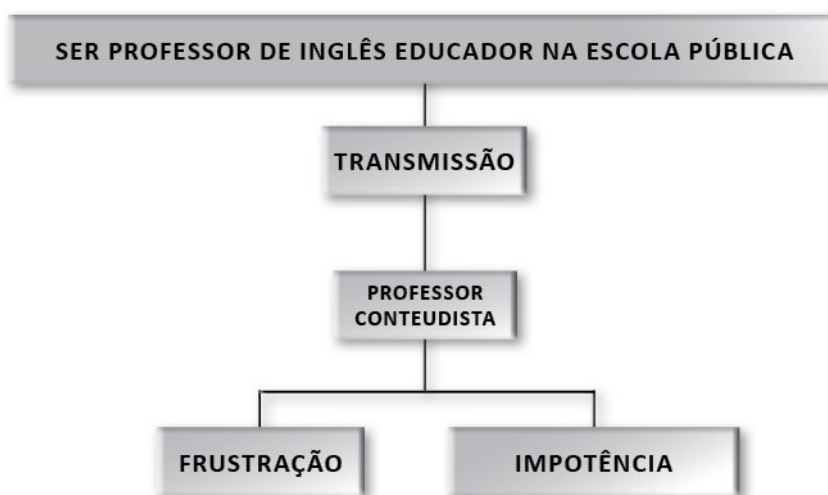 SER PROFESSOR DE INGLÊS EDUCADOR NA ESCOLA PÚBLICA
TRANSMISSÃO
PROFESSOR
CONTEUDISTA
FRUSTRAÇÃO
IMPOTÊNCIA